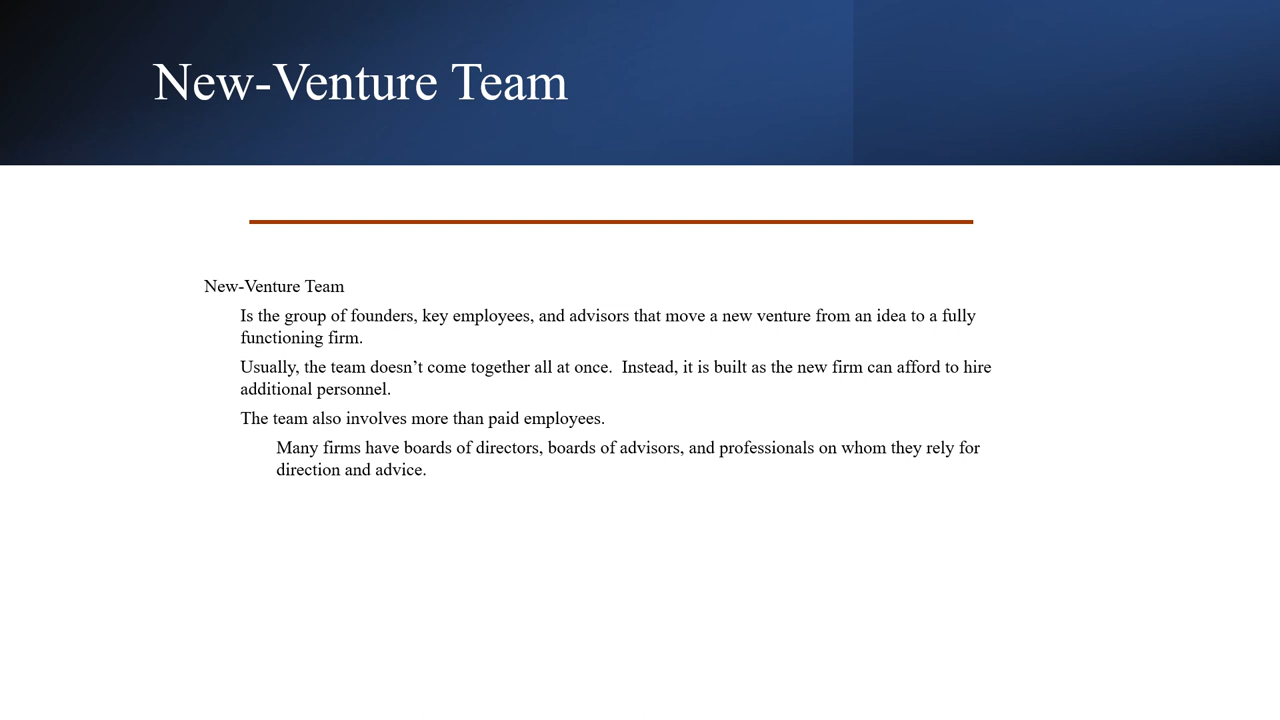 New-Venture Team
New-Venture Team
Is the group of founders, key employees, and advisors that move a new venture from an idea to a fully
functioning firm.
Usually, the team doesn’t come together all at once.  Instead, it is built as the new firm can afford to hire
additional personnel.
The team also involves more than paid employees.
Many firms have boards of directors, boards of advisors, and professionals on whom they rely for
direction and advice.